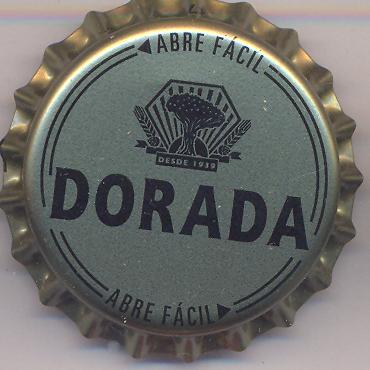 ◀ABRE FÁCIL
DESDE 1939
DORADA
ABRE FÁCIL▶